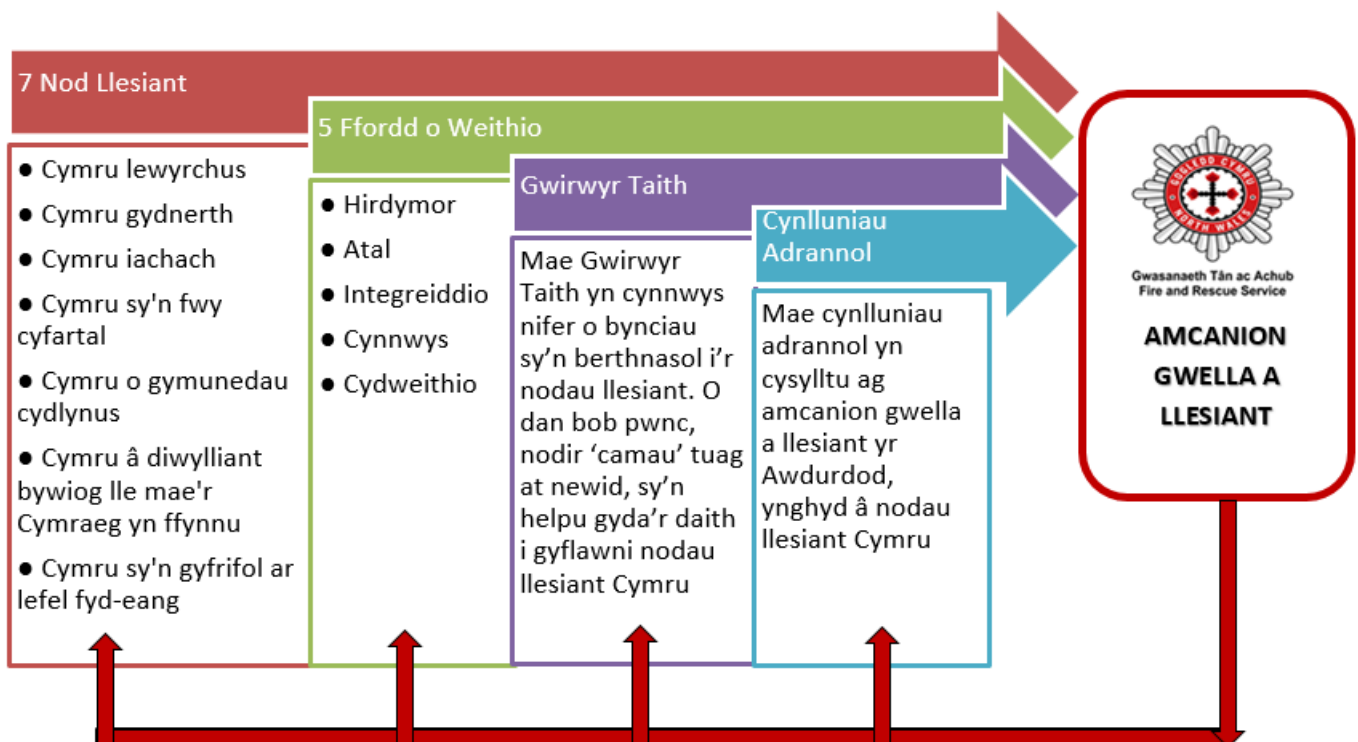 7 Nod Llesiant
● Cymru lewyrchus
● Cymru gydnerth
● Cymru iachach
● Cymru sy'n fwy
cyfartal
● Cymru o gymunedau
cydlynus
● Cymru â diwylliant
bywiog lle mae'r
Cymraeg yn ffynnu
● Cymru sy'n gyfrifol ar
lefel fyd-eang
5 Ffordd o Weithio
● Hirdymor
● Atal
● Integreiddio
● Cynnwys
● Cydweithio
Gwirwyr Taith
Mae Gwirwyr
Taith yn cynnwys
nifer o bynciau
sy’n berthnasol i’r
nodau llesiant. O
dan bob pwnc,
nodir ‘camau’ tuag
at newid, sy’n
helpu gyda’r daith
i gyflawni nodau
llesiant Cymru
Cynlluniau
Adrannol
Mae cynlluniau
adrannol yn
cysylltu ag
amcanion gwella
a llesiant yr
Awdurdod,
ynghyd â nodau
llesiant Cymru
GOGLEDD CYMRU
NORTH WALES
Gwasanaeth Tân ac Achub
Fire and Rescue Service
AMCANION
GWELLA A
LLESIANT